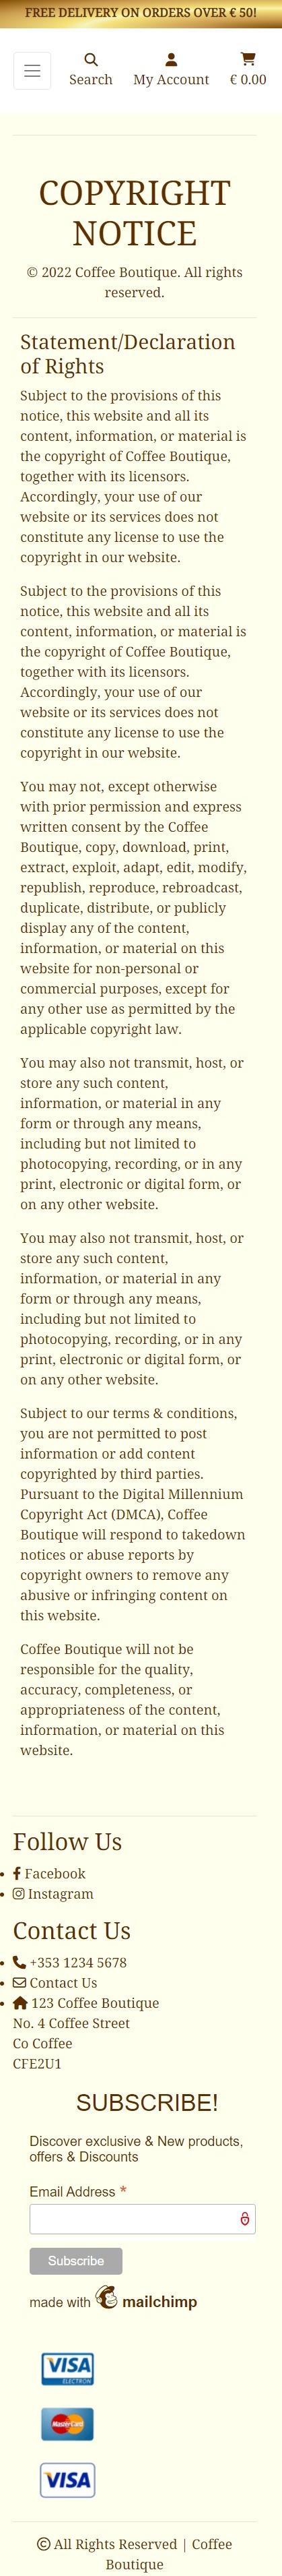 FREE DELIVERY ON ORDERS OVER € 50!
Search
My Account
€ 0.00
COPYRIGHT
NOTICE
© 2022 Coffee Boutique. All rights
reserved.
Statement/Declaration
of Rights
Subject to the provisions of this
notice, this website and all its
content, information, or material is
the copyright of Coffee Boutique,
together with its licensors.
Accordingly, your use of our
website or its services does not
constitute any license to use the
copyright in our website.
Subject to the provisions of this
notice, this website and all its
content, information, or material is
the copyright of Coffee Boutique,
together with its licensors.
Accordingly, your use of our
website or its services does not
constitute any license to use the
copyright in our website.
You may not, except otherwise
with prior permission and express
written consent by the Coffee
Boutique, copy, download, print,
extract, exploit, adapt, edit, modify,
republish, reproduce, rebroadcast,
duplicate, distribute, or publicly
display any of the content,
information, or material on this
website for non-personal or
commercial purposes, except for
any other use as permitted by the
applicable copyright law.
You may also not transmit, host, or
store any such content,
information, or material in any
form or through any means,
including but not limited to
photocopying, recording, or in any
print, electronic or digital form, or
on any other website.
You may also not transmit, host, or
store any such content,
information, or material in any
form or through any means,
including but not limited to
photocopying, recording, or in any
print, electronic or digital form, or
on any other website.
Subject to our terms & conditions,
you are not permitted to post
information or add content
copyrighted by third parties.
Pursuant to the Digital Millennium
Copyright Act (DMCA), Coffee
Boutique will respond to takedown
notices or abuse reports by
copyright owners to remove any
abusive or infringing content on
this website.
Coffee Boutique will not be
responsible for the quality,
accuracy, completeness, or
appropriateness of the content,
information, or material on this
website.
Follow Us
Facebook
Instagram
Contact Us
+353 1234 5678
Contact Us
123 Coffee Boutique
No. 4 Coffee Street
Co Coffee
CFE2U1
SUBSCRIBE!
Discover exclusive & New products,
offers & Discounts
Email Address *
Subscribe
made with mailchimp
VISA
ELECTRON
MasterCard
VISA
© All Rights Reserved | Coffee
Boutique